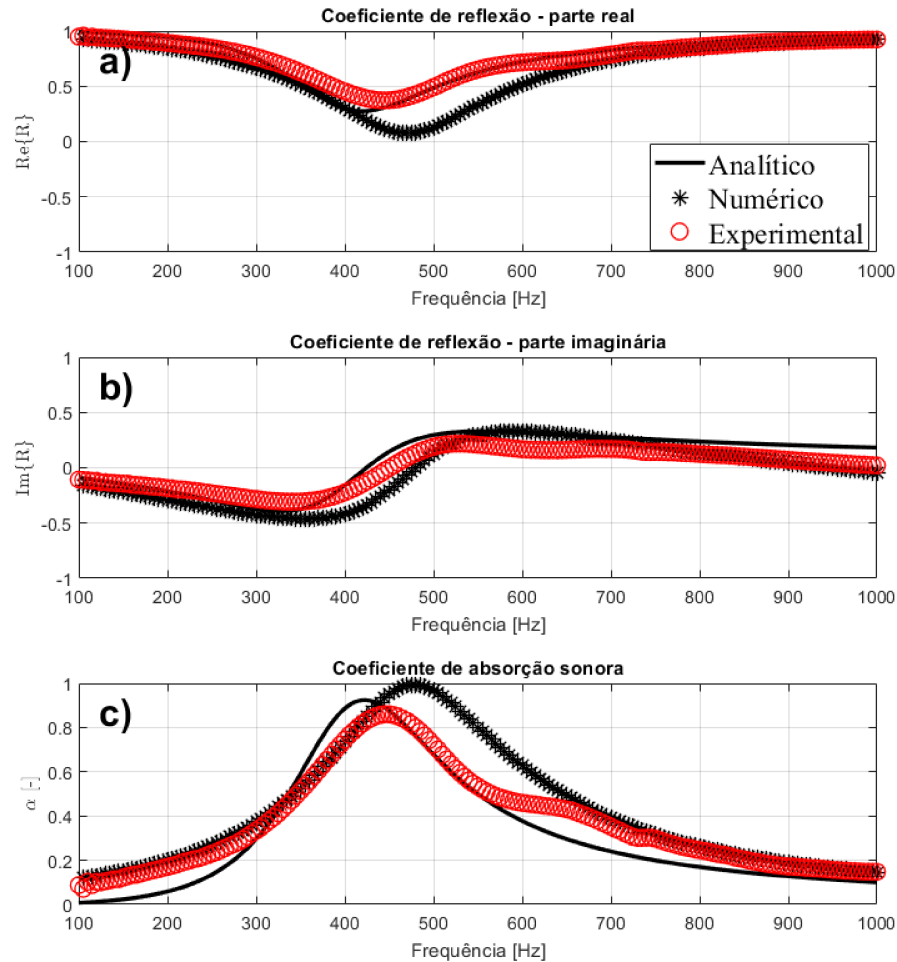 Coeficiente de reflexão - parte real
1
0.5
0
-0.5
-1
Re{R}
a)
Analítico
Numérico
Experimental
100 200 300 400 500 600 700 800 900 1000
Frequência [Hz]
Coeficiente de reflexão - parte imaginária
1
0.5
0
-0.5
-1
Im{R}
b)
100 200 300 400 500 600 700 800 900 1000
Frequência [Hz]
Coeficiente de absorção sonora
1
0.8
0.6
0.4
0.2
0
α [-]
c)
100 200 300 400 500 600 700 800 900 1000
Frequência [Hz]